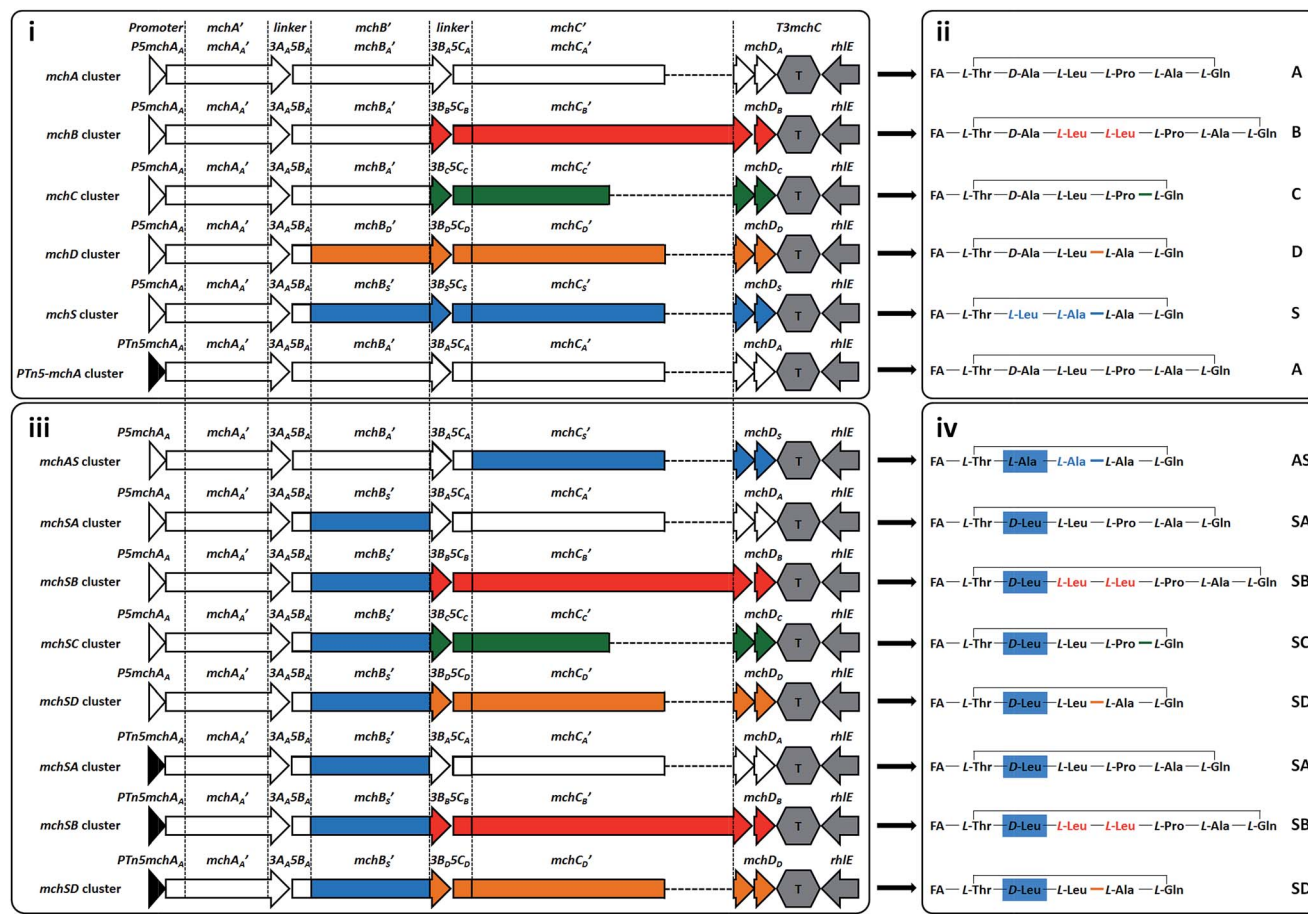 i
Promoter mchA' linker mchB' linker mchC' T3mchC
P5mchAA mchAA' 3AA5BA mchBA' 3BA5CA mchCA' mchDA rhlE
mchA cluster T
P5mchAA mchAA' 3AA5BA mchBA' 3BB5CB mchCB' mchDB rhlE
mchB cluster T
P5mchAA mchAA' 3AA5BA mchBA' 3BC5CC mchCC' mchDC rhlE
mchC cluster T
P5mchAA mchAA' 3AA5BA mchBD' 3BD5CD mchCD' mchDD rhlE
mchD cluster T
P5mchAA mchAA' 3AA5BA mchBS' 3BS5CS mchCS' mchDS rhlE
mchS cluster T
PTn5mchAA mchAA' 3AA5BA mchBA' 3BA5CA mchCA' mchDA rhlE
PTn5-mchA cluster T
ii
FA—L-Thr—D-Ala—L-Leu—L-Pro—L-Ala—L-Gln A
FA—L-Thr—D-Ala—L-Leu—L-Leu—L-Pro—L-Ala—L-Gln B
FA—L-Thr—D-Ala—L-Leu—L-Pro—L-Gln C
FA—L-Thr—D-Ala—L-Leu—L-Ala—L-Gln D
FA—L-Thr—L-Leu—L-Ala—L-Ala—L-Gln S
FA—L-Thr—D-Ala—L-Leu—L-Pro—L-Ala—L-Gln A
iii
P5mchAA mchAA' 3AA5BA mchBA' 3BA5CA mchCS' mchDS rhlE
mchAS cluster T
P5mchAA mchAA' 3AA5BA mchBS' 3BA5CA mchCA' mchDA rhlE
mchSA cluster T
P5mchAA mchAA' 3AA5BA mchBS' 3BB5CB mchCB' mchDB rhlE
mchSB cluster T
P5mchAA mchAA' 3AA5BA mchBS' 3BC5CC mchCC' mchDC rhlE
mchSC cluster T
P5mchAA mchAA' 3AA5BA mchBS' 3BD5CD mchCD' mchDD rhlE
mchSD cluster T
PTn5mchAA mchAA' 3AA5BA mchBS' 3BA5CA mchCA' mchDA rhlE
mchSA cluster T
PTn5mchAA mchAA' 3AA5BA mchBS' 3BB5CB mchCB' mchDB rhlE
mchSB cluster T
PTn5mchAA mchAA' 3AA5BA mchBS' 3BD5CD mchCD' mchDD rhlE
mchSD cluster T
iv
FA—L-Thr—L-Ala—L-Ala—L-Ala—L-Gln AS
FA—L-Thr—D-Leu—L-Leu—L-Pro—L-Ala—L-Gln SA
FA—L-Thr—D-Leu—L-Leu—L-Leu—L-Pro—L-Ala—L-Gln SB
FA—L-Thr—D-Leu—L-Leu—L-Pro—L-Gln SC
FA—L-Thr—D-Leu—L-Leu—L-Ala—L-Gln SD
FA—L-Thr—D-Leu—L-Leu—L-Pro—L-Ala—L-Gln SA
FA—L-Thr—D-Leu—L-Leu—L-Leu—L-Pro—L-Ala—L-Gln SB
FA—L-Thr—D-Leu—L-Leu—L-Ala—L-Gln SD